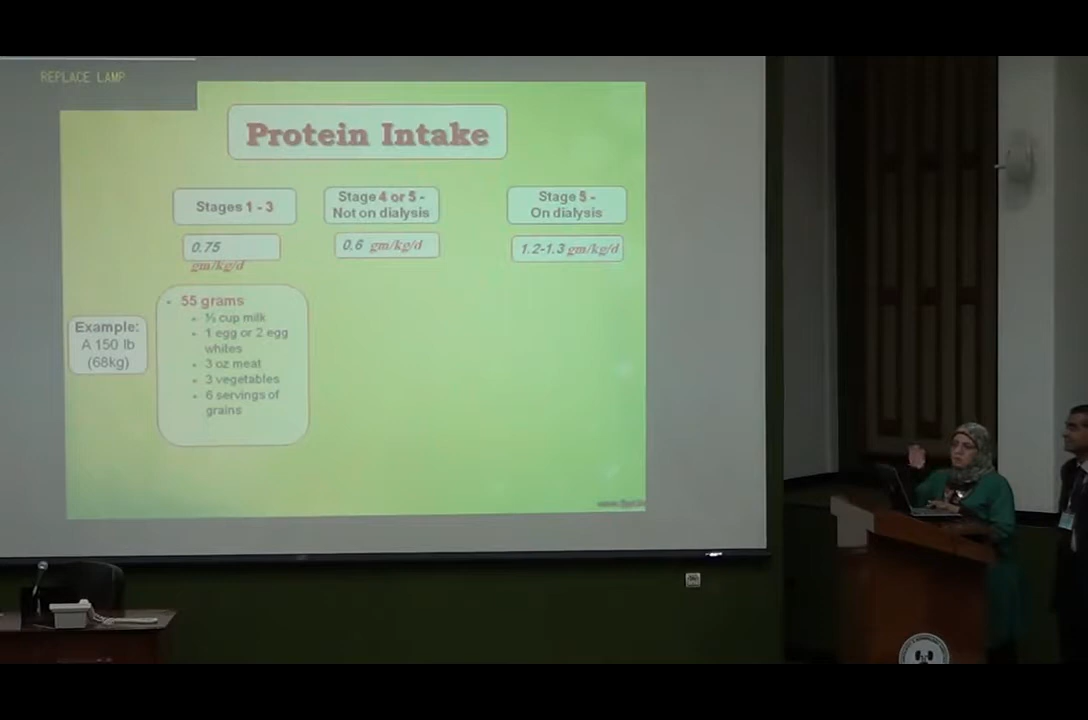 REPLACE LAMP
Protein Intake
Stages 1 - 3
Stage 4 or 5 -
Not on dialysis
Stage 5 -
On dialysis
0.75
gm/kg/d
0.6 gm/kg/d
1.2-1.3 gm/kg/d
Example:
A 150 lb
(68kg)
- 55 grams
• ½ cup milk
• 1 egg or 2 egg
whites
• 3 oz meat
• 3 vegetables
• 6 servings of
grains